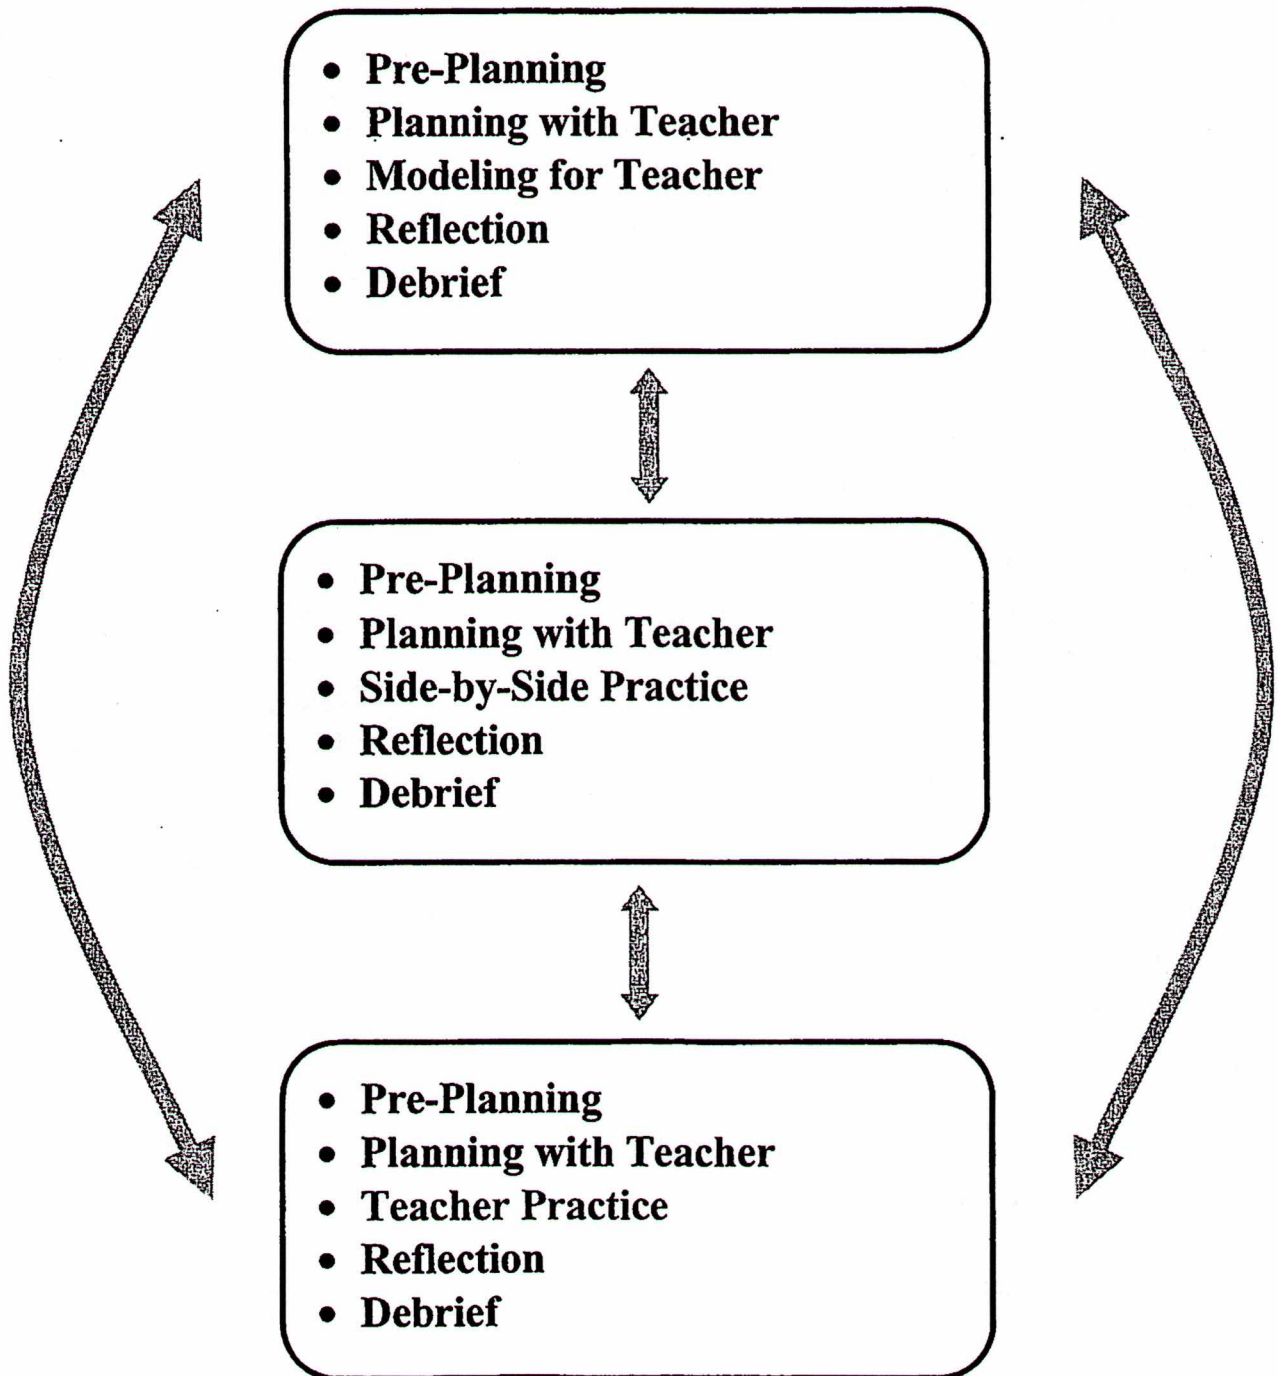 • Pre-Planning
• Planning with Teacher
• Modeling for Teacher
• Reflection
• Debrief
• Pre-Planning
• Planning with Teacher
• Side-by-Side Practice
• Reflection
• Debrief
• Pre-Planning
• Planning with Teacher
• Teacher Practice
• Reflection
• Debrief